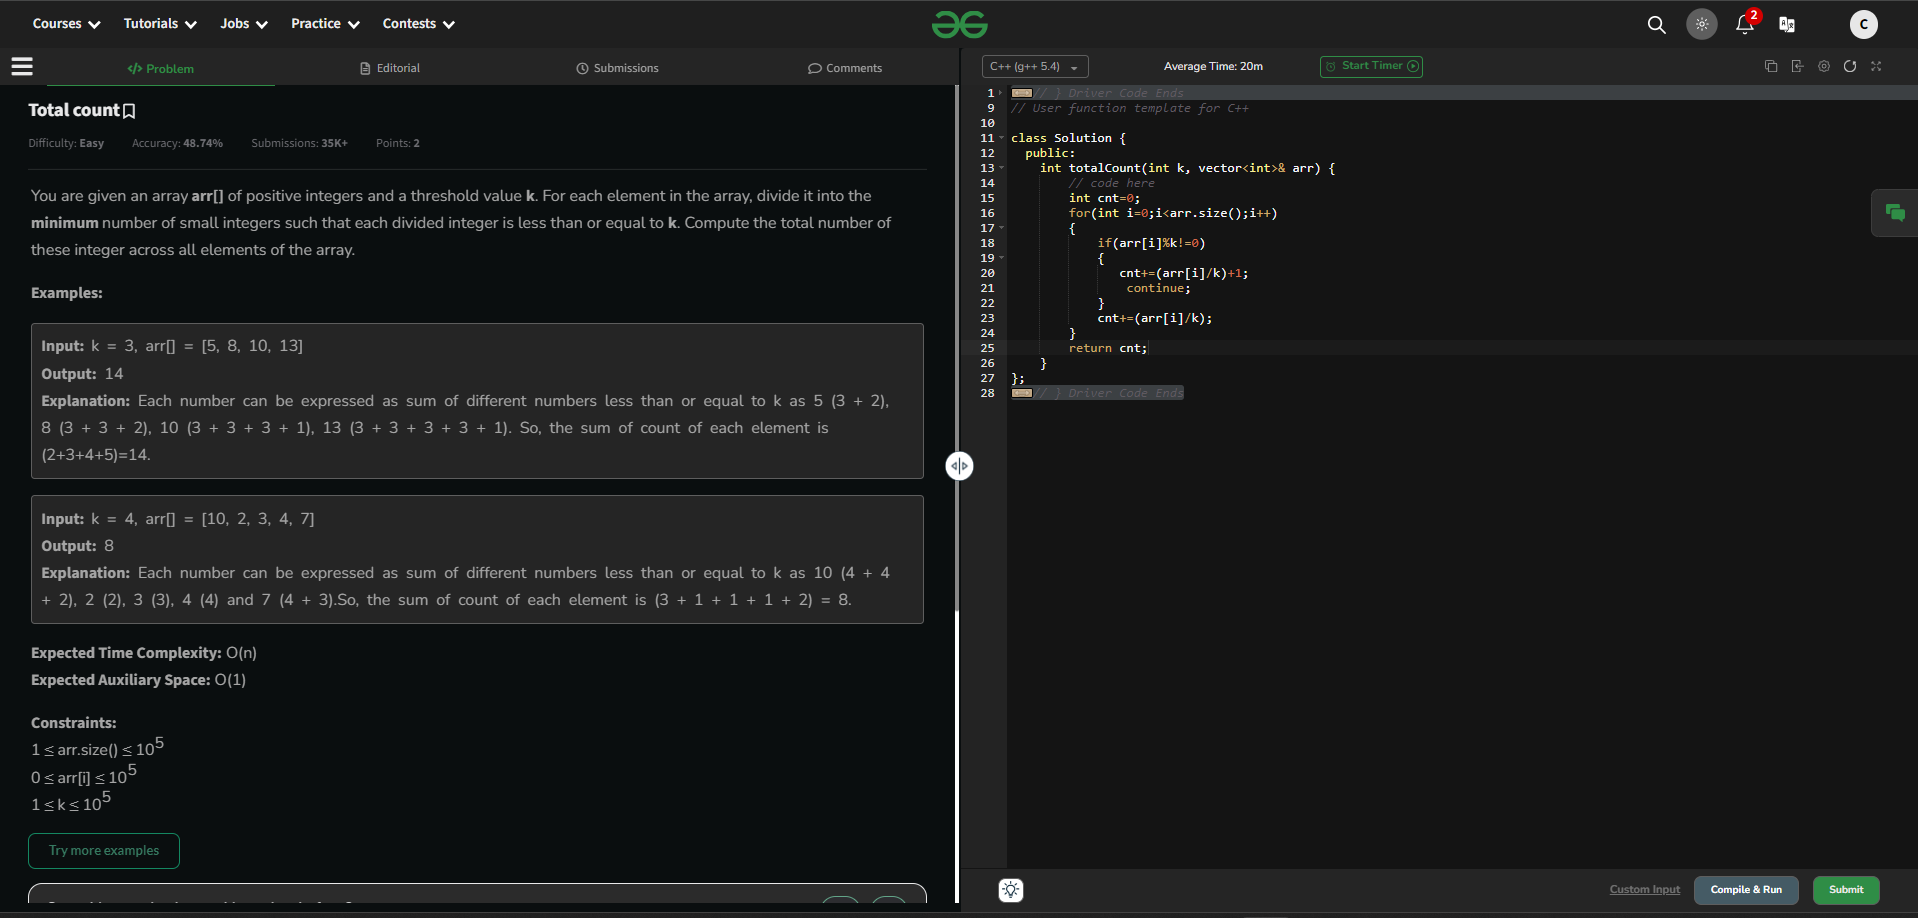 Courses Tutorials Jobs Practice Contests
2
C
Problem Editorial Submissions Comments
C++ (g++ 5.4) Average Time: 20m Start Timer
Total count
Difficulty: Easy Accuracy: 48.74% Submissions: 35K+ Points: 2
You are given an array arr[] of positive integers and a threshold value k. For each element in the array, divide it into the
minimum number of small integers such that each divided integer is less than or equal to k. Compute the total number of
these integer across all elements of the array.
Examples:
Input: k = 3, arr[] = [5, 8, 10, 13]
Output: 14
Explanation: Each number can be expressed as sum of different numbers less than or equal to k as 5 (3 + 2),
8 (3 + 3 + 2), 10 (3 + 3 + 3 + 1), 13 (3 + 3 + 3 + 3 + 1). So, the sum of count of each element is
(2+3+4+5)=14.
Input: k = 4, arr[] = [10, 2, 3, 4, 7]
Output: 8
Explanation: Each number can be expressed as sum of different numbers less than or equal to k as 10 (4 + 4
+ 2), 2 (2), 3 (3), 4 (4) and 7 (4 + 3).So, the sum of count of each element is (3 + 1 + 1 + 1 + 2) = 8.
Expected Time Complexity: O(n)
Expected Auxiliary Space: O(1)
Constraints:
1 ≤ arr.size() ≤ 10^5
0 ≤ arr[i] ≤ 10^5
1 ≤ k ≤ 10^5
Try more examples
1 // } Driver Code Ends
9 // User function template for C++
10
11 class Solution {
12 public:
13 int totalCount(int k, vector<int>& arr) {
14 // code here
15 int cnt=0;
16 for(int i=0;i<arr.size();i++)
17 {
18 if(arr[i]%k!=0)
19 {
20 cnt+=(arr[i]/k)+1;
21 continue;
22 }
23 cnt+=(arr[i]/k);
24 }
25 return cnt;
26 }
27 };
28 // } Driver Code Ends
Custom Input Compile & Run Submit